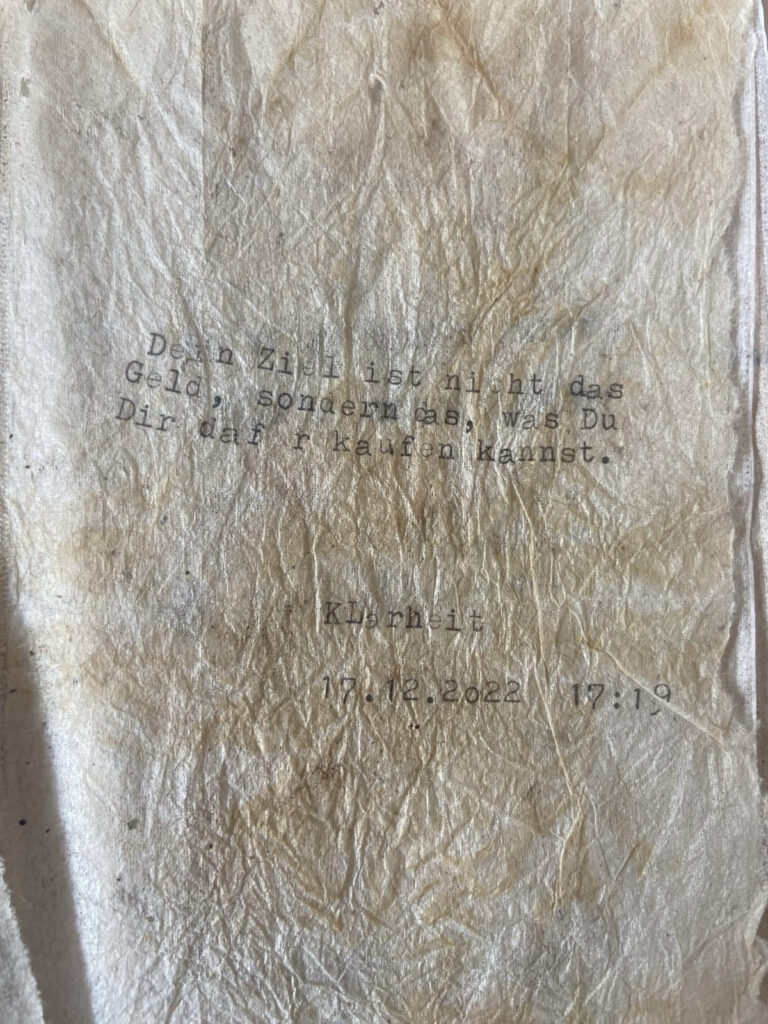 Dein Ziel ist nicht das
Geld, sondern das, was Du
Dir daf r kaufen kannst.
KLarheit
17.12.2o22 17:19